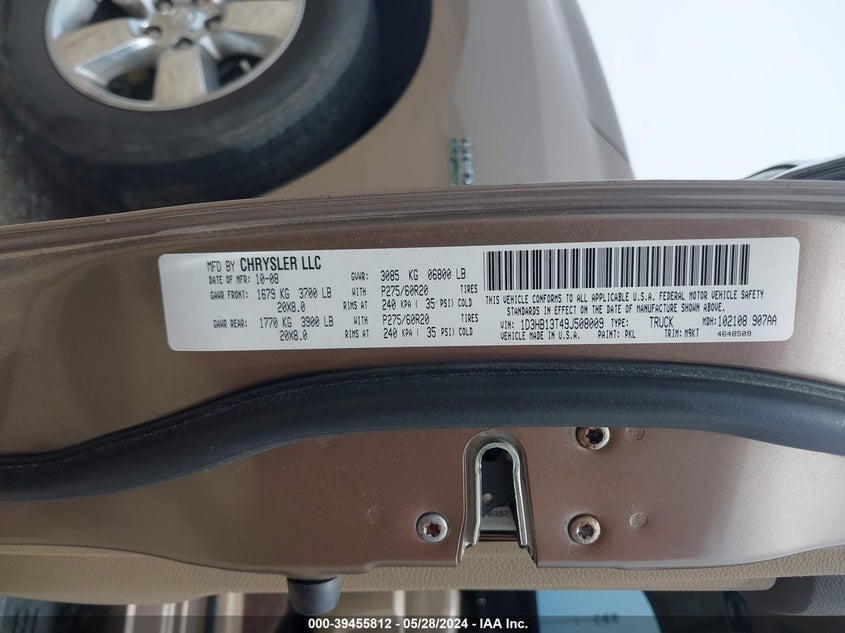 MFD BY CHRYSLER LLC
DATE OF MFR: 10-08 GVWR: 3085 KG 06800 LB
GAWR FRONT: 1679 KG 3700 LB WITH P275/60R20 TIRES
20X8.0 RIMS AT 240 KPA ( 35 PSI) COLD
GAWR REAR: 1770 KG 3900 LB WITH P275/60R20 TIRES
20X8.0 RIMS AT 240 KPA ( 35 PSI) COLD
THIS VEHICLE CONFORMS TO ALL APPLICABLE U.S.A. FEDERAL MOTOR VEHICLE SAFETY
STANDARDS IN EFFECT ON THE DATE OF MANUFACTURE SHOWN ABOVE
VIN: 1D3HB13T49J508009 TYPE: TRUCK MDH: 102108 907AA
VEHICLE MADE IN U.S.A. PAINT: PKL TRIM: M9KT 4648509
000-39455812 - 05/28/2024 - IAA Inc.